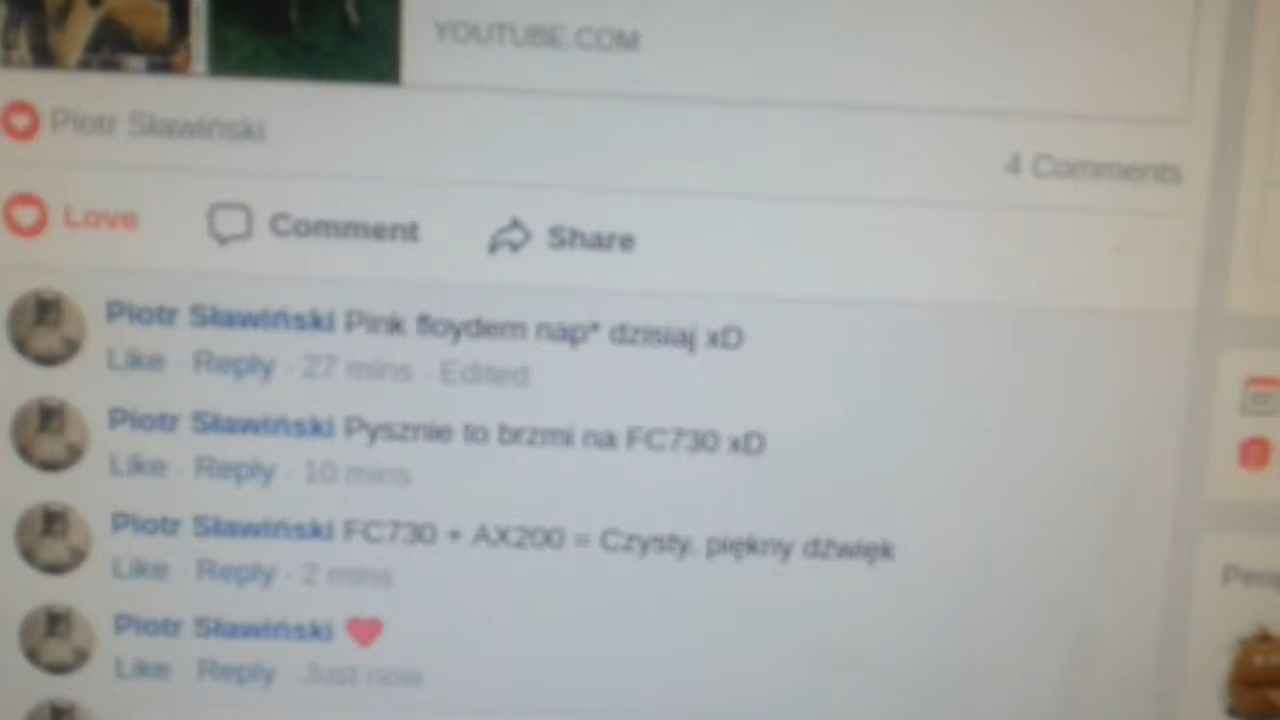 YOUTUBE.COM
Piotr Sławiński
4 Comments
Love Comment Share
Piotr Sławiński Pink floydem nap* dzisiaj xD
Like · Reply · 27 mins · Edited
Piotr Sławiński Pysznie to brzmi na FC730 xD
Like · Reply · 10 mins
Piotr Sławiński FC730 + AX200 = Czysty, piękny dźwięk
Like · Reply · 2 mins
Piotr Sławiński ❤
Like · Reply · Just now